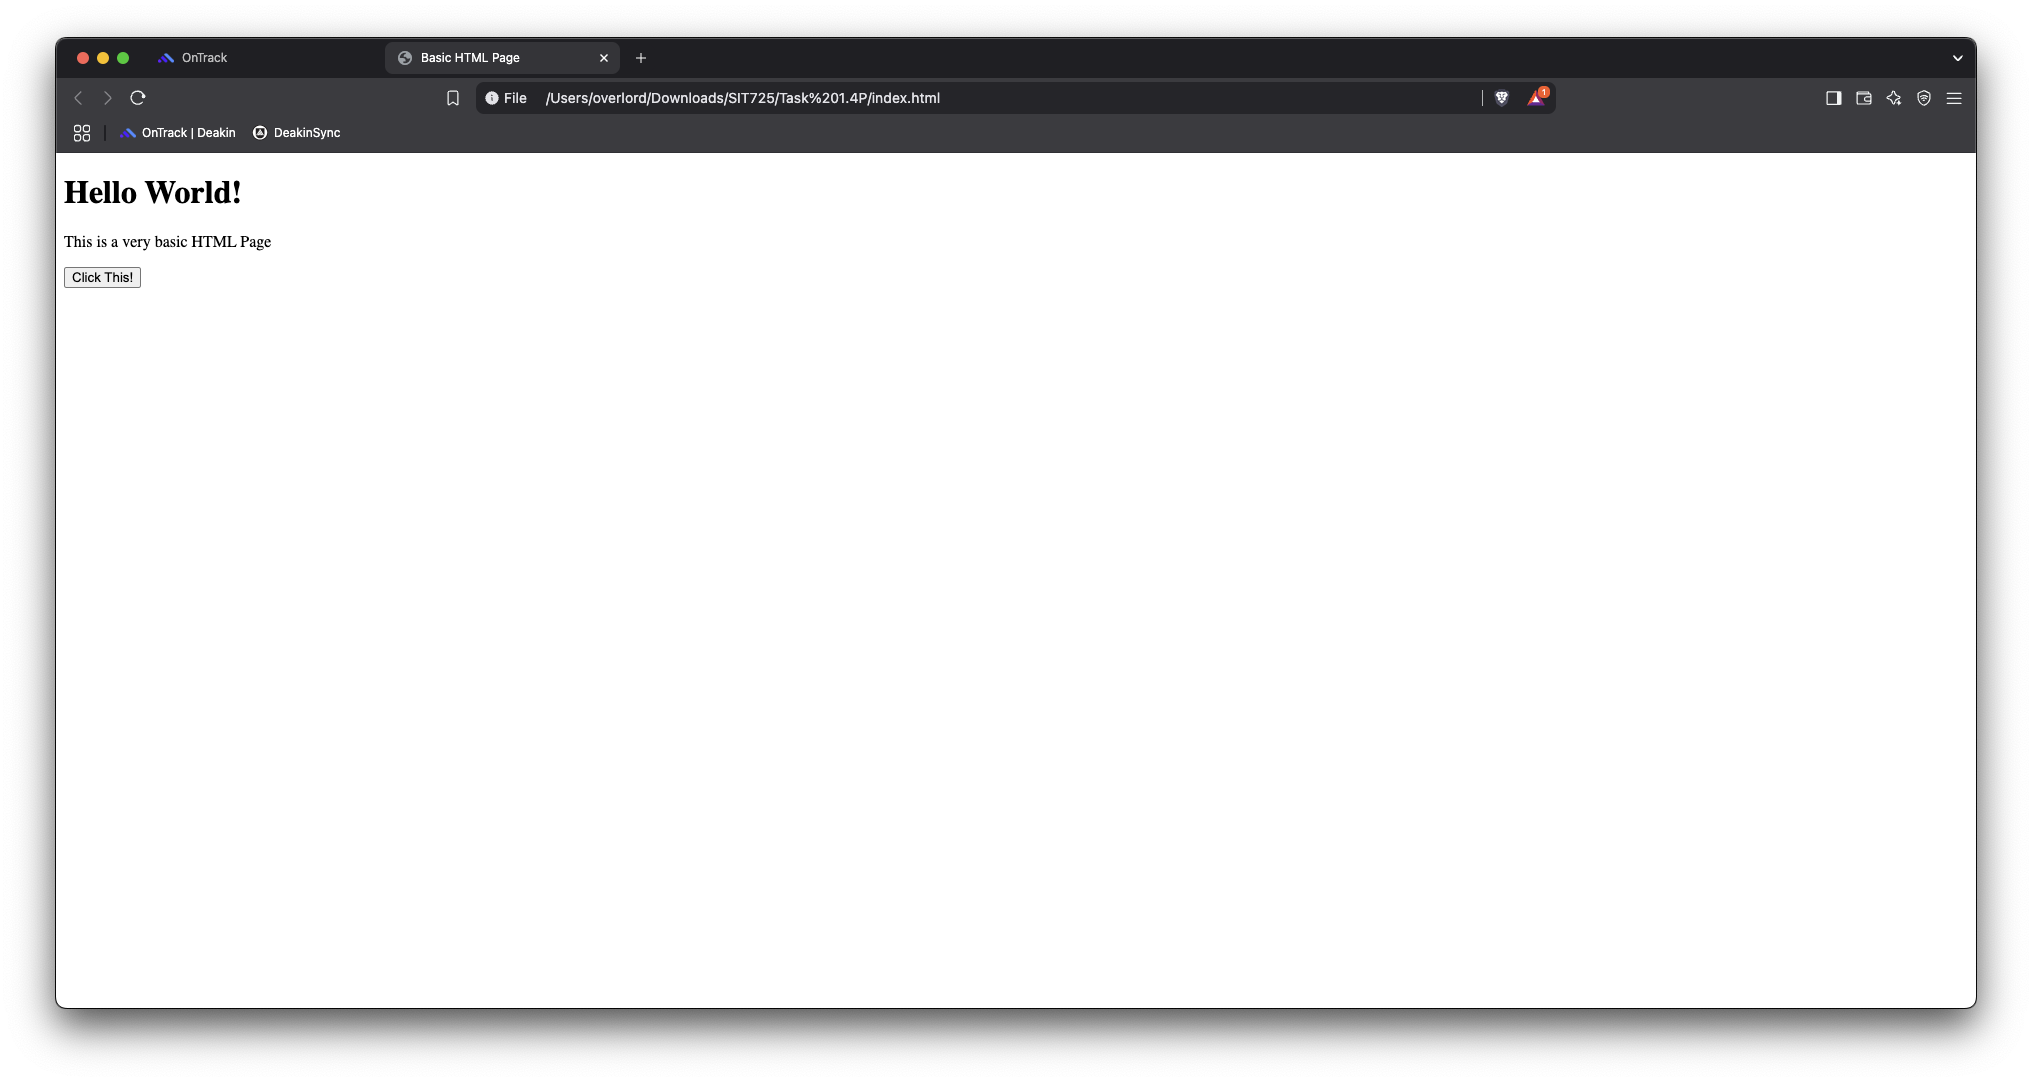 OnTrack
Basic HTML Page
File /Users/overlord/Downloads/SIT725/Task%201.4P/index.html
1
OnTrack | Deakin
DeakinSync
Hello World!
This is a very basic HTML Page
Click This!